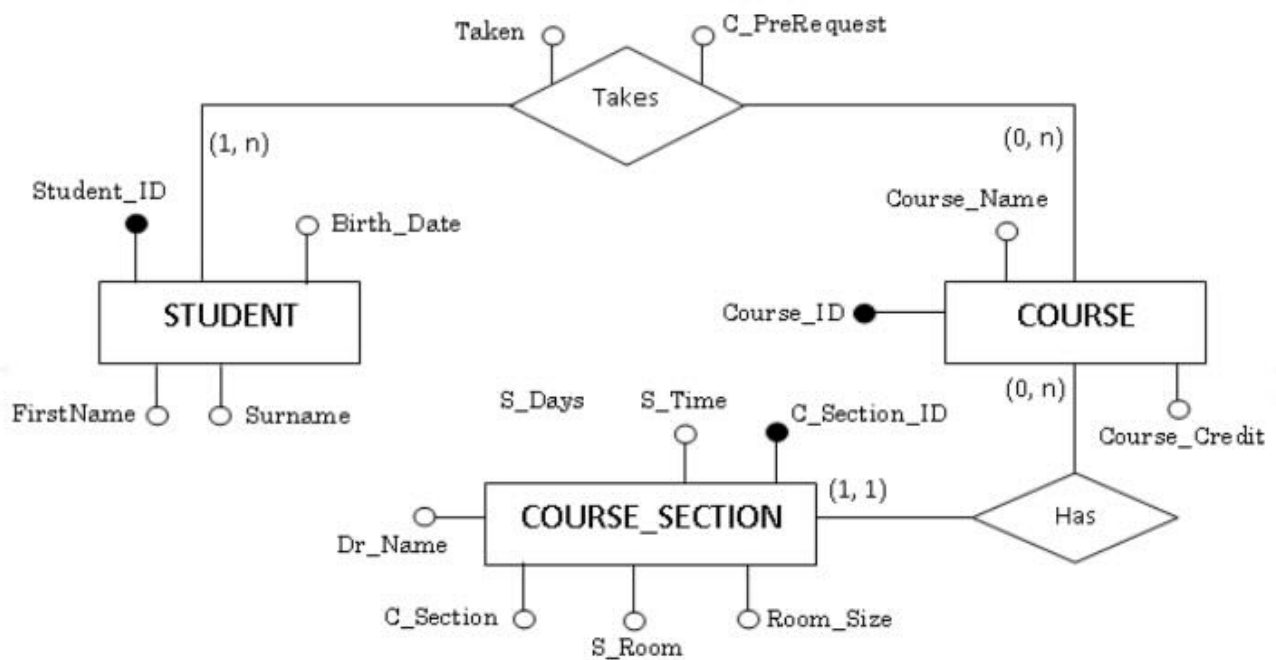 Taken
C_PreRequest
Takes
(1, n)
(0, n)
Student_ID
Course_Name
Birth_Date
STUDENT
Course_ID
COURSE
FirstName
Surname
S_Days
S_Time
C_Section_ID
(0, n)
Course_Credit
COURSE_SECTION
(1, 1)
Has
Dr_Name
C_Section
S_Room
Room_Size